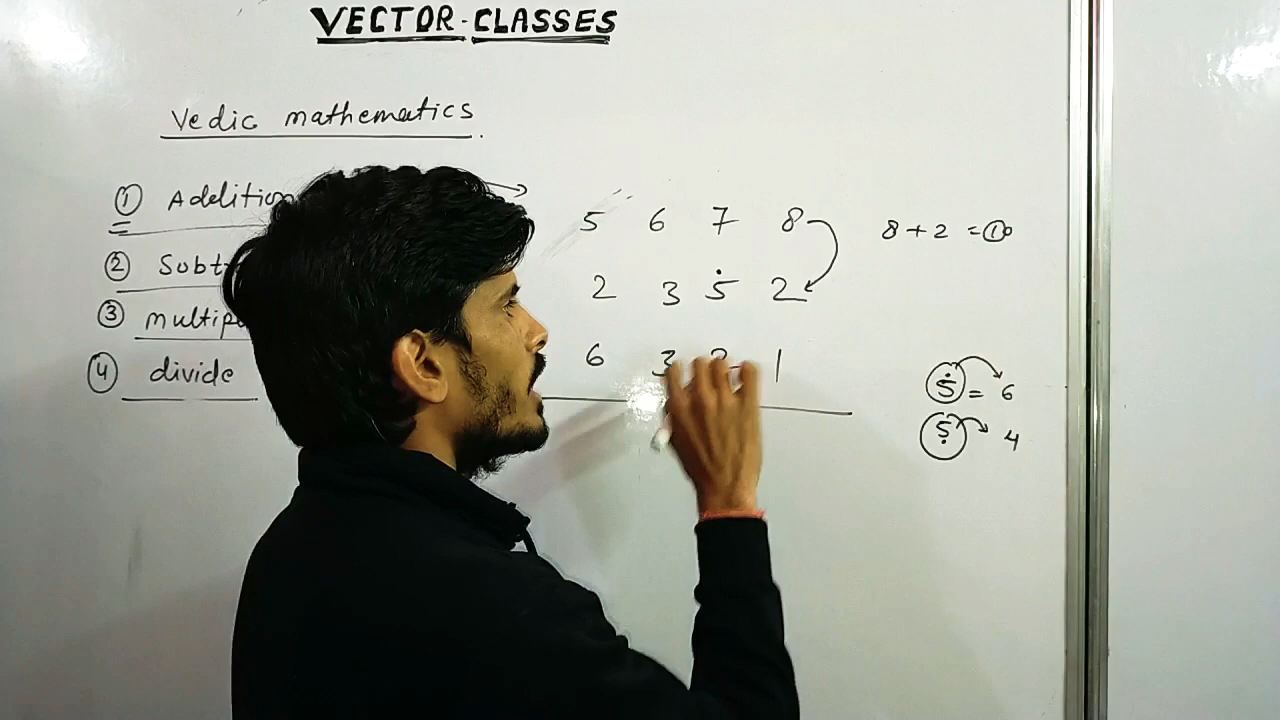 VECTOR-CLASSES
Vedic mathematics.
① Addition
② Subt
③ multip
④ divide
5 6 7 8
2 3 5̇ 2
6 3 1
8 + 2 = ①0
5̇ = 6
5̣ 4